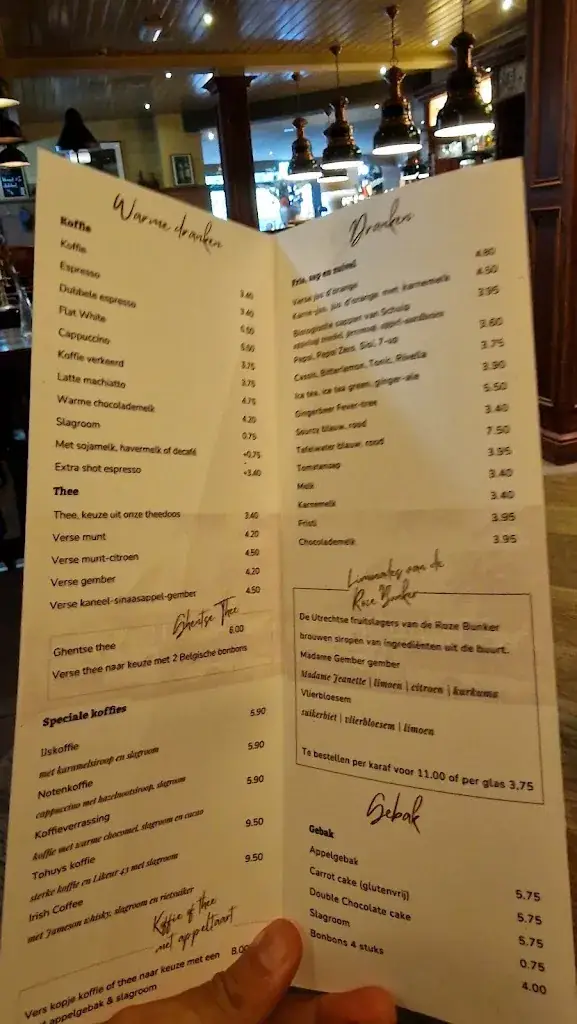 Warme dranken
Koffie
Koffie 3.40
Espresso 3.40
Dubbele espresso 5.00
Flat White 5.00
Cappuccino 3.75
Koffie verkeerd 3.75
Latte machiatto 4.75
Warme chocolademelk 4.20
Slagroom 0.75
Met sojamelk, havermelk of decafé +0.75
Extra shot espresso +3.40
Thee
Thee, keuze uit onze theedoos 3.40
Verse munt 4.20
Verse munt-citroen 4.50
Verse gember 4.20
Verse kaneel-sinaasappel-gember 4.50
Ghentse Thee
Ghentse thee 6.00
Verse thee naar keuze met 2 Belgische bonbons
Speciale koffies
IJskoffie 5.90
met karamelsiroop en slagroom
Notenkoffie 5.90
cappuccino met hazelnootsiroop, slagroom
Koffieverrassing 5.90
koffie met warme chocomel, slagroom en cacao
Tohuys koffie 9.50
sterke koffie en Likeur 43 met slagroom
Irish Coffee 9.50
met Jameson whisky, slagroom en rietsuiker
Koffie of thee
met appeltaart
Vers kopje koffie of thee naar keuze met een 8.00
appelgebak & slagroom
Dranken
Fris, sap en zuivel
Verse jus d'orange 4.80
Karne-jus, jus d'orange met karnemelk 4.50
Biologische sappen van Schulp 3.95
Pepsi, Pepsi Zero, Sisi, 7-up 3.60
Cassis, Bitterlemon, Tonic, Rivella 3.75
Ice tea, ice tea green, ginger-ale 3.90
Gingerbeer Fever-tree 5.50
Sourcy blauw, rood 3.40
Tafelwater blauw, rood 7.50
Tomatensap 3.95
Melk 3.40
Karnemelk 3.40
Fristi 3.95
Chocolademelk 3.95
Limonades van de
Roze Bunker
De Utrechtse fruitslagers van de Roze Bunker
brouwen siropen van ingrediënten uit de buurt.
Madame Gember gember
Madame Jeanette | limoen | citroen | kurkuma
Vlierbloesem
suikerbiet | vlierbloesem | limoen
Te bestellen per karaf voor 11.00 of per glas 3,75
Gebak
Gebak
Appelgebak 5.75
Carrot cake (glutenvrij) 5.75
Double Chocolate cake 5.75
Slagroom 0.75
Bonbons 4 stuks 4.00